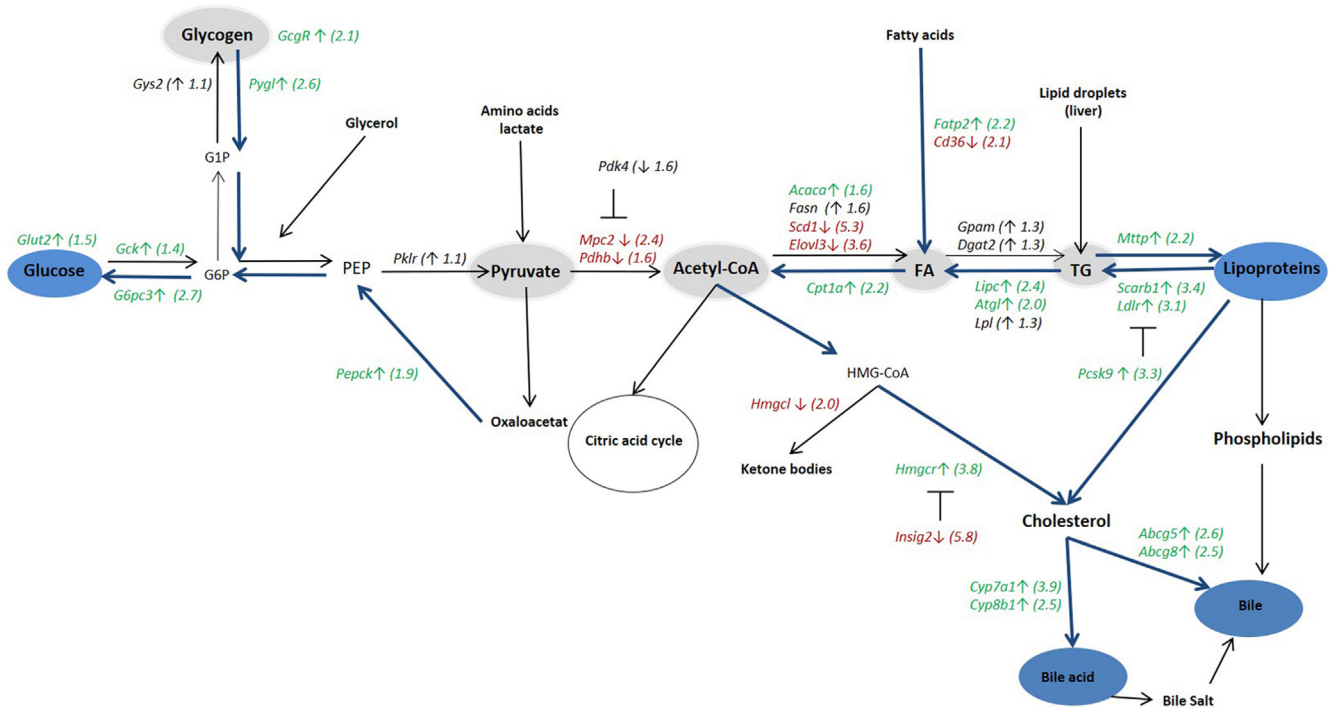 Glycogen
GcgR ↑ (2.1)
Gys2 (↑ 1.1)
Pygl↑ (2.6)
G1P
Glycerol
Glut2↑ (1.5)
Gck↑ (1.4)
Glucose
G6P
G6pc3↑ (2.7)
PEP
Pklr (↑ 1.1)
Pepck↑ (1.9)
Amino acids
lactate
Pyruvate
Oxaloacetat
Pdk4 (↓ 1.6)
Mpc2 ↓ (2.4)
Pdhb↓ (1.6)
Acetyl-CoA
Citric acid cycle
Acaca↑ (1.6)
Fasn (↑ 1.6)
Scd1↓ (5.3)
Elovl3↓ (3.6)
Cpt1a↑ (2.2)
Fatty acids
Fatp2↑ (2.2)
Cd36↓ (2.1)
FA
Gpam (↑ 1.3)
Dgat2 (↑ 1.3)
Lipc↑ (2.4)
Atgl↑ (2.0)
Lpl (↑ 1.3)
Lipid droplets
(liver)
TG
Mttp↑ (2.2)
Lipoproteins
Scarb1↑ (3.4)
Ldlr↑ (3.1)
Pcsk9 ↑ (3.3)
HMG-CoA
Hmgcl ↓ (2.0)
Ketone bodies
Hmgcr↑ (3.8)
Insig2↓ (5.8)
Phospholipids
Cholesterol
Abcg5↑ (2.6)
Abcg8↑ (2.5)
Cyp7a1↑ (3.9)
Cyp8b1↑ (2.5)
Bile
Bile acid
Bile Salt